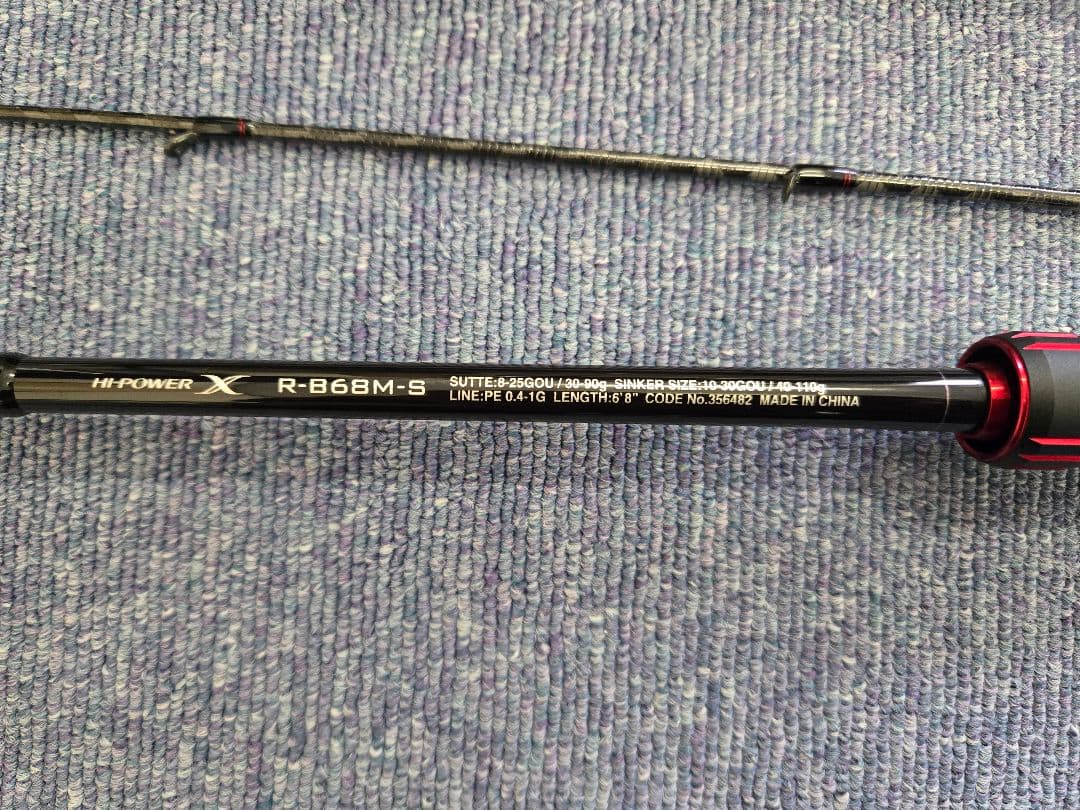 HI-POWER X R-B68M-S
SUTTE:8-25GOU / 30-90g SINKER SIZE:10-30GOU / 40-110g
LINE:PE 0.4-1G LENGTH:6'8" CODE No.356482 MADE IN CHINA